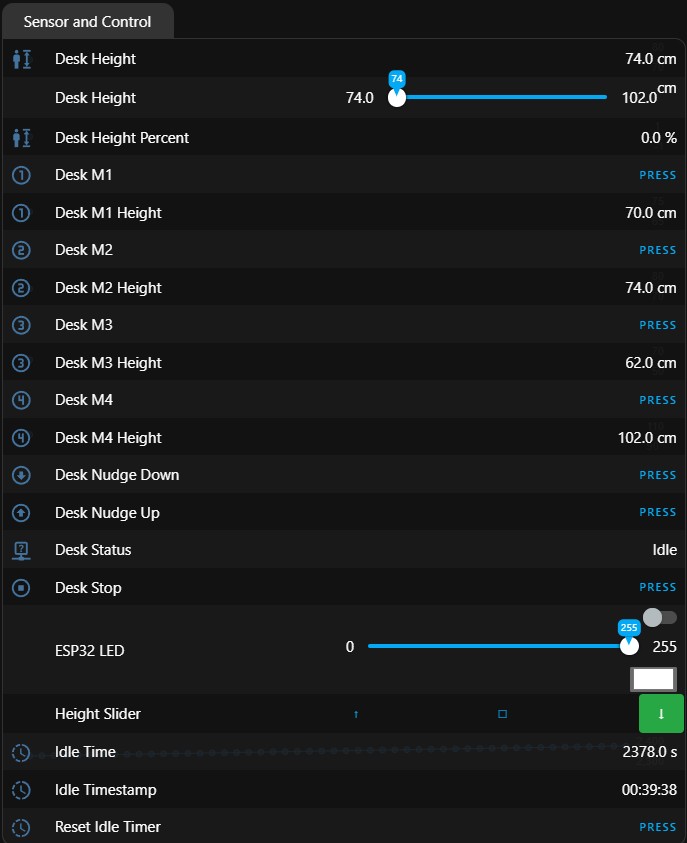 Sensor and Control
Desk Height 74.0 cm
74
Desk Height 74.0 102.0 cm
Desk Height Percent 0.0 %
Desk M1 PRESS
Desk M1 Height 70.0 cm
Desk M2 PRESS
Desk M2 Height 74.0 cm
Desk M3 PRESS
Desk M3 Height 62.0 cm
Desk M4 PRESS
Desk M4 Height 102.0 cm
Desk Nudge Down PRESS
Desk Nudge Up PRESS
Desk Status Idle
Desk Stop PRESS
255
ESP32 LED 0 255
Height Slider ↑ □ ↓
Idle Time 2378.0 s
Idle Timestamp 00:39:38
Reset Idle Timer PRESS